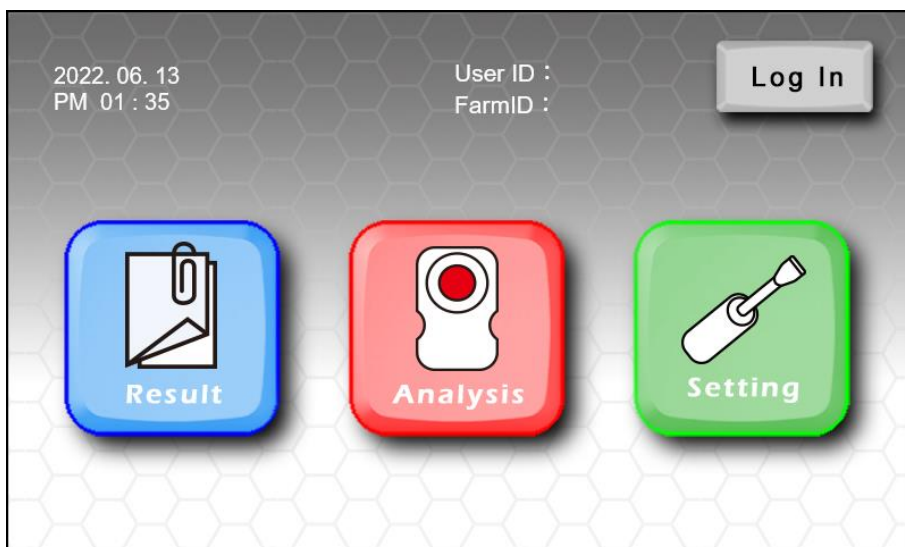 2022. 06. 13
PM 01 : 35
User ID :
FarmID :
Log In
Result
Analysis
Setting